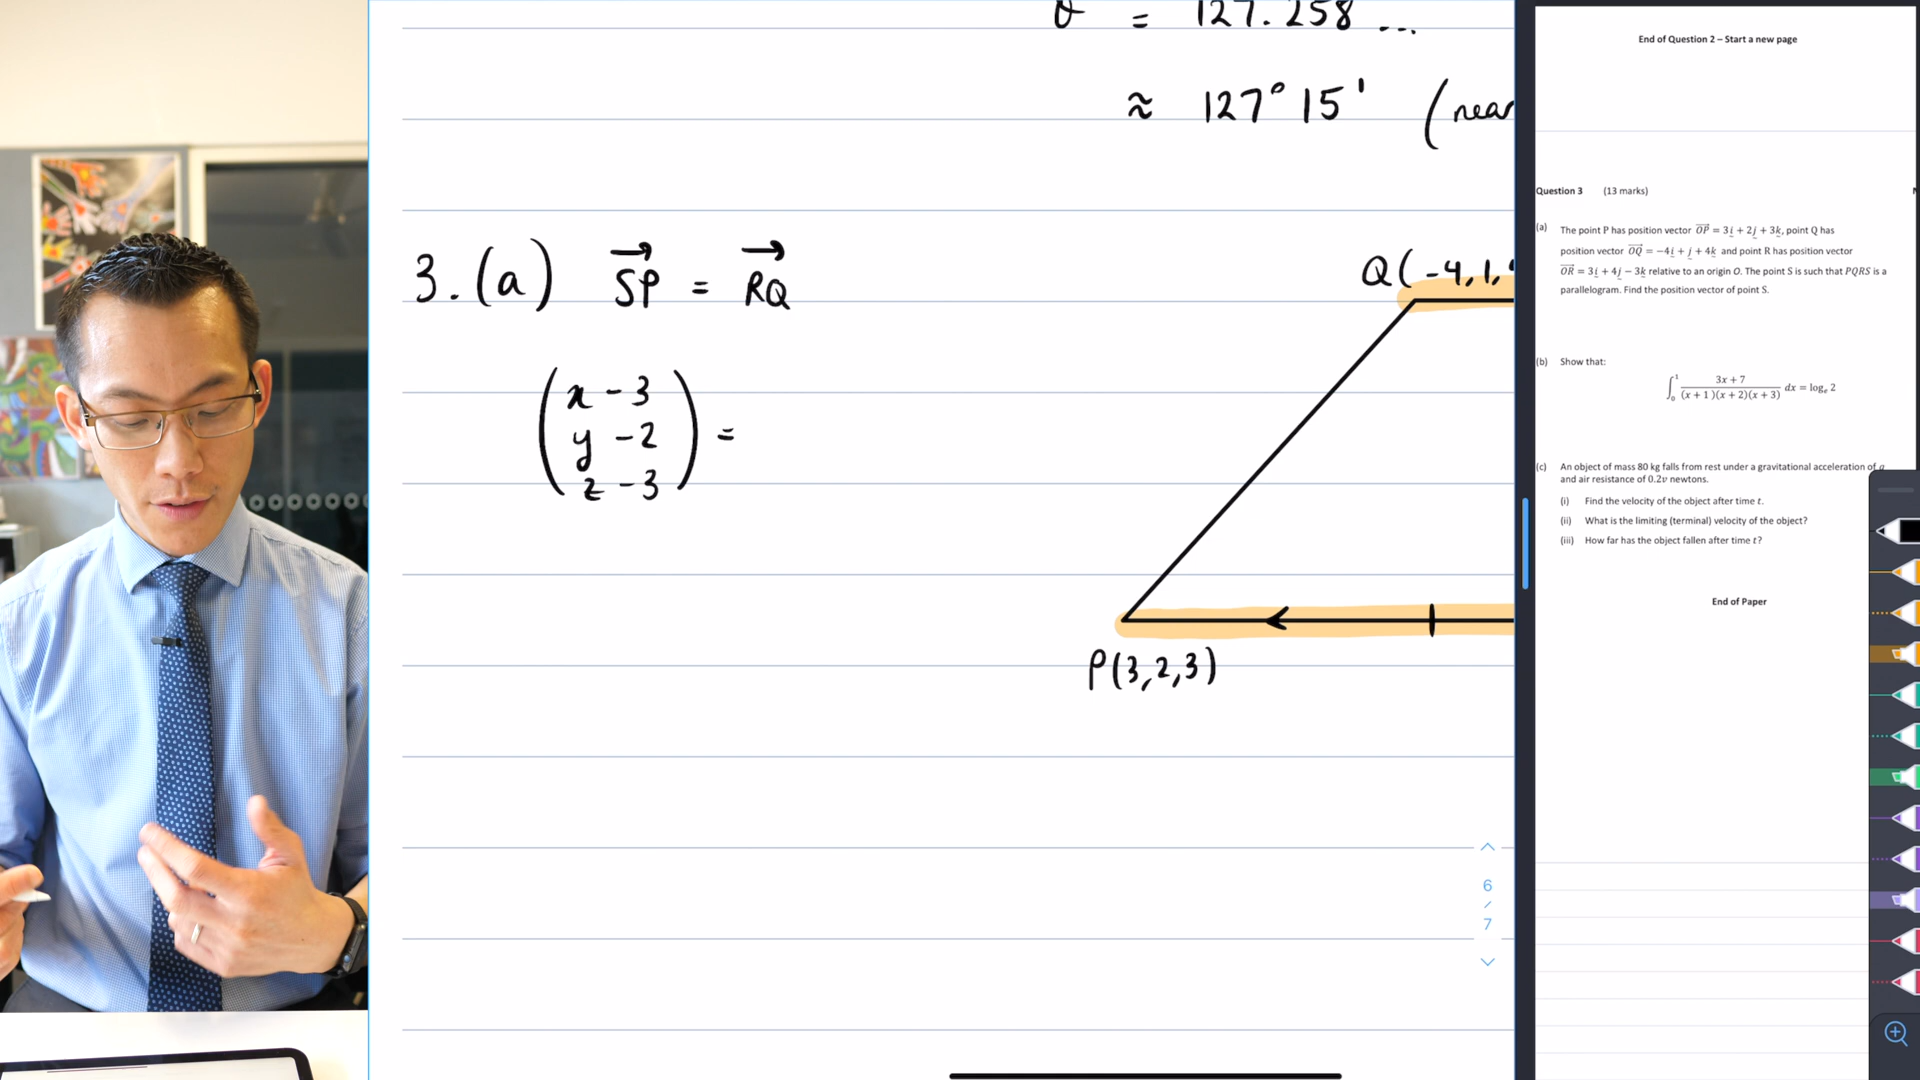 θ = 127.258 ...
≈ 127° 15' (near
3. (a) SP = RQ
x - 3
y - 2 =
z - 3
Q(-4,1,
P(3,2,3)
6
/
7
End of Question 2 – Start a new page
Question 3 (13 marks)
(a) The point P has position vector OP = 3i + 2j + 3k, point Q has
position vector OQ = −4i + j + 4k and point R has position vector
OR = 3i + 4j − 3k relative to an origin O. The point S is such that PQRS is a
parallelogram. Find the position vector of point S.
(b) Show that:
∫₀¹ (3x + 7)/((x + 1)(x + 2)(x + 3)) dx = logₑ 2
(c) An object of mass 80 kg falls from rest under a gravitational acceleration of g
and air resistance of 0.2v newtons.
(i) Find the velocity of the object after time t.
(ii) What is the limiting (terminal) velocity of the object?
(iii) How far has the object fallen after time t?
End of Paper